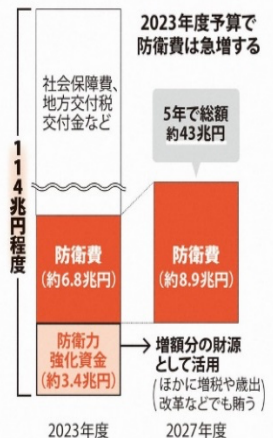 2023年度予算で
防衛費は急増する
社会保障費、
地方交付税
交付金など
5年で総額
約43兆円
114兆円程度
防衛費
(約6.8兆円)
防衛費
(約8.9兆円)
防衛力
強化資金
(約3.4兆円)
→増額分の財源
として活用
(ほかに増税や歳出
改革などでも賄う)
2023年度
2027年度